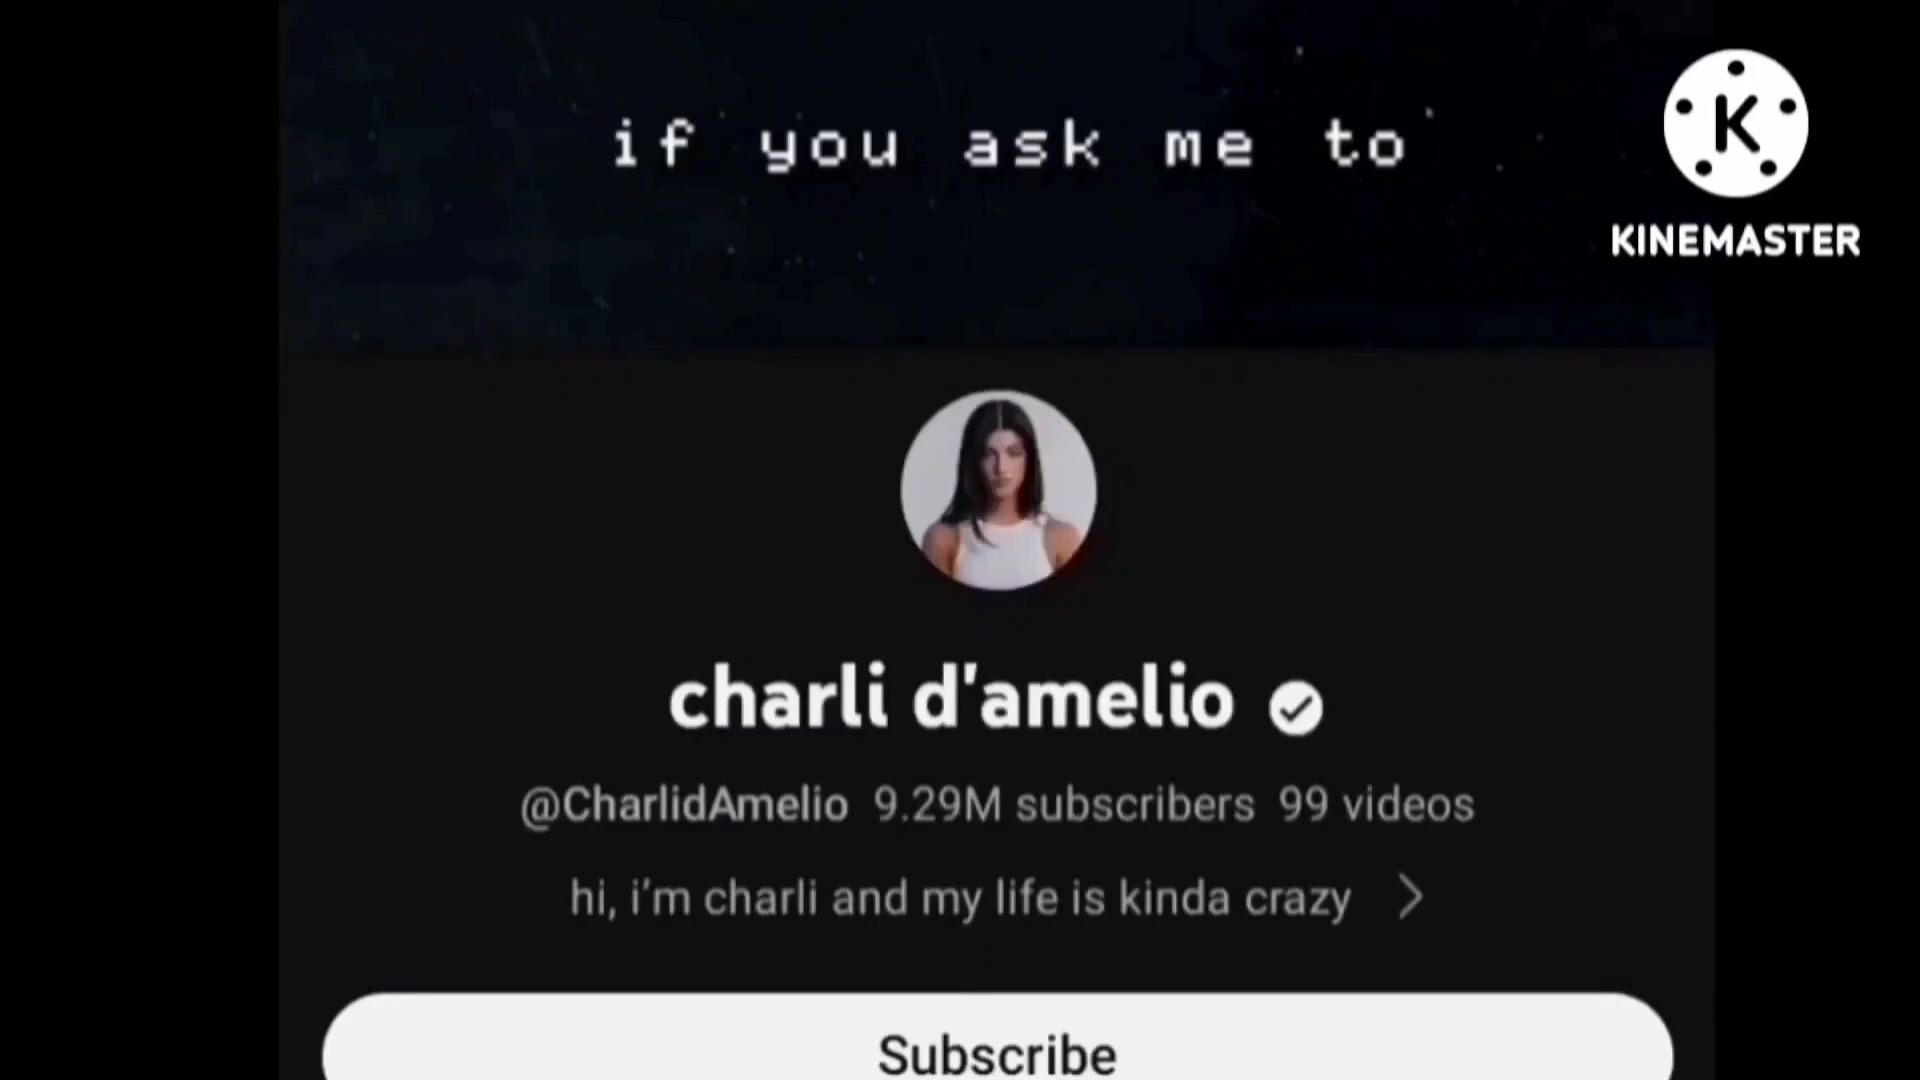 if you ask me to
K
KINEMASTER
charli d'amelio
@CharlidAmelio 9.29M subscribers 99 videos
hi, i'm charli and my life is kinda crazy
Subscribe